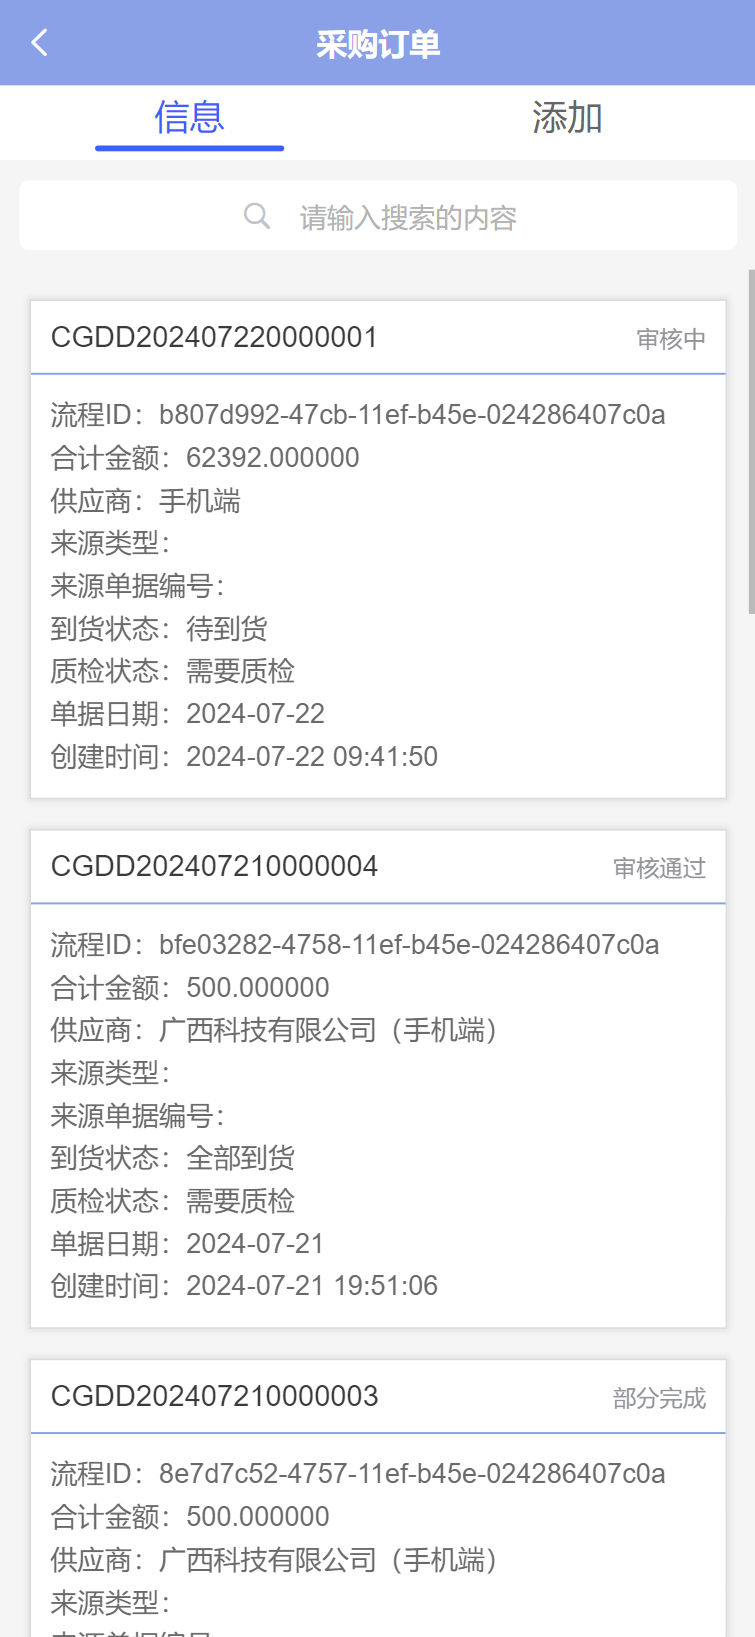 采购订单
信息
添加
请输入搜索的内容
CGDD202407220000001
审核中
流程ID：b807d992-47cb-11ef-b45e-024286407c0a
合计金额：62392.000000
供应商：手机端
来源类型：
来源单据编号：
到货状态：待到货
质检状态：需要质检
单据日期：2024-07-22
创建时间：2024-07-22 09:41:50
CGDD202407210000004
审核通过
流程ID：bfe03282-4758-11ef-b45e-024286407c0a
合计金额：500.000000
供应商：广西科技有限公司（手机端）
来源类型：
来源单据编号：
到货状态：全部到货
质检状态：需要质检
单据日期：2024-07-21
创建时间：2024-07-21 19:51:06
CGDD202407210000003
部分完成
流程ID：8e7d7c52-4757-11ef-b45e-024286407c0a
合计金额：500.000000
供应商：广西科技有限公司（手机端）
来源类型：